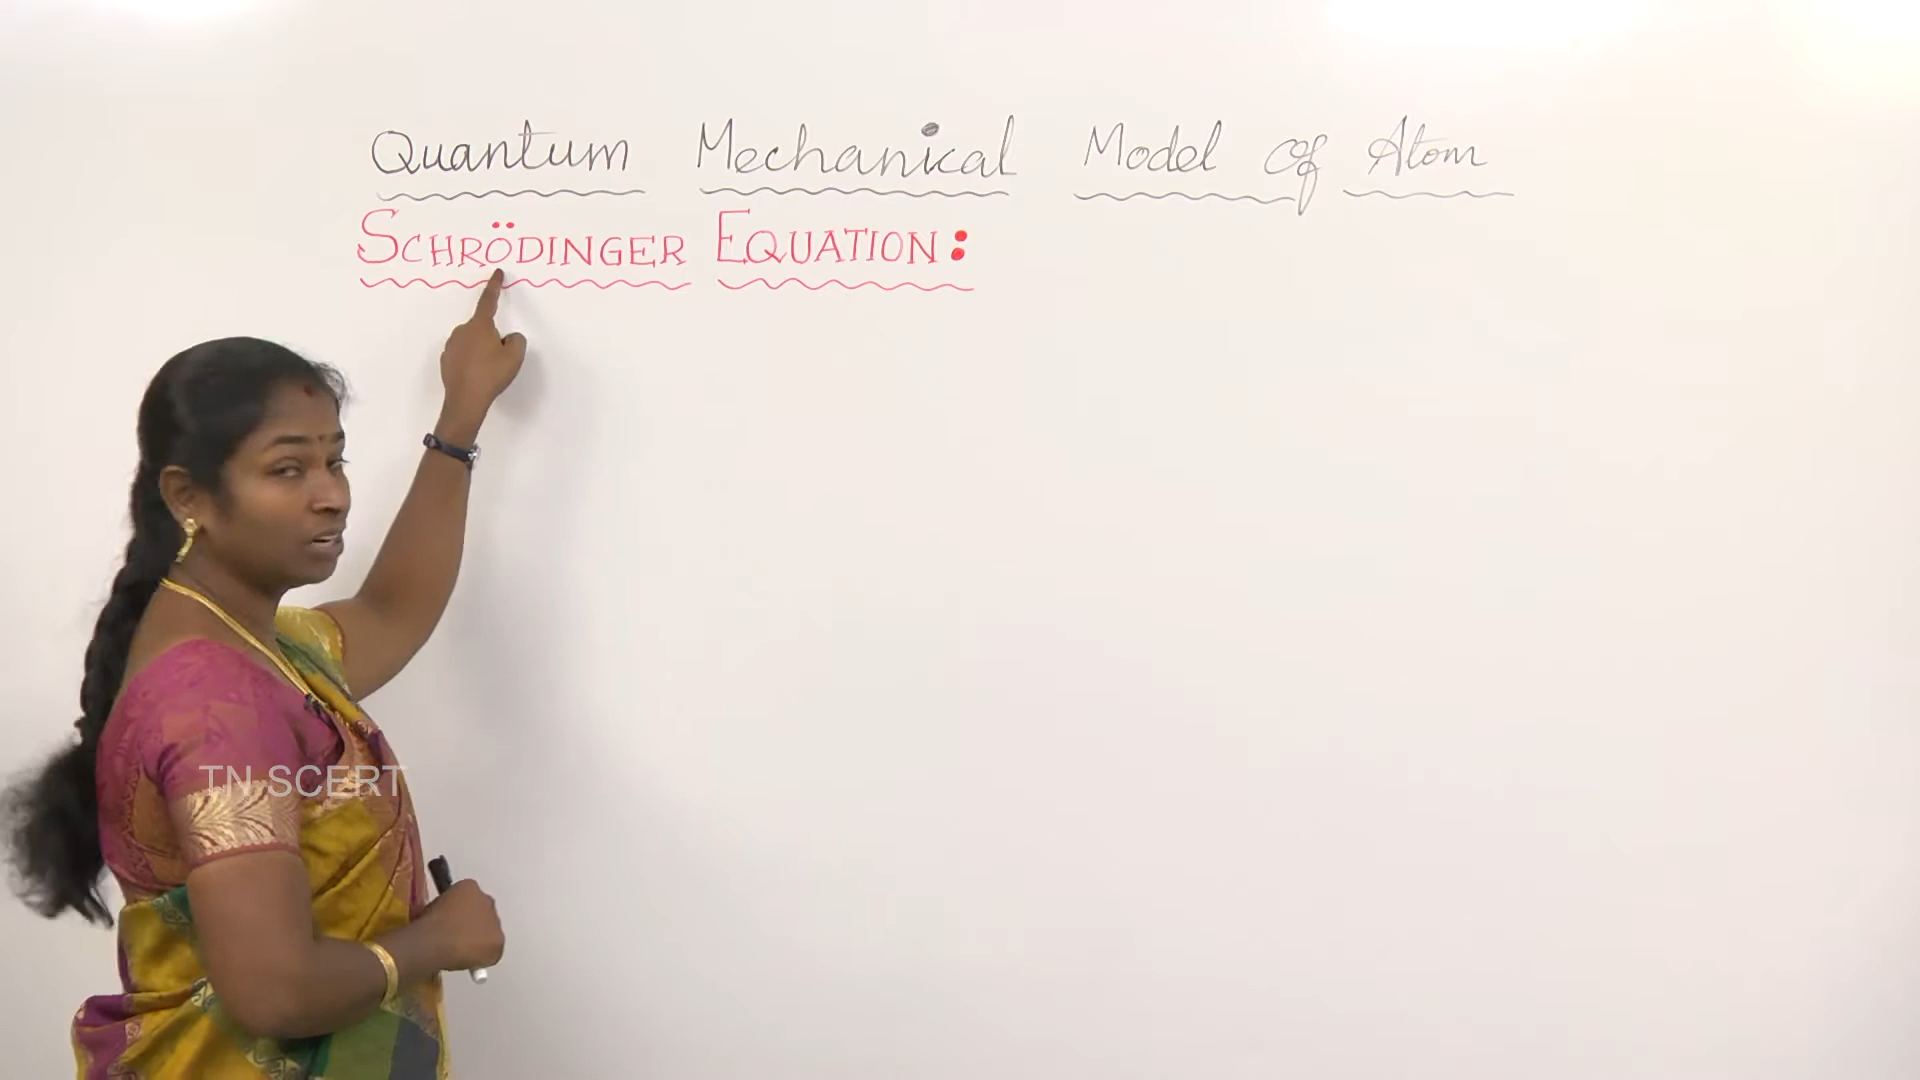 Quantum Mechanical Model Of Atom
SCHRÖDINGER EQUATION:
TN SCERT